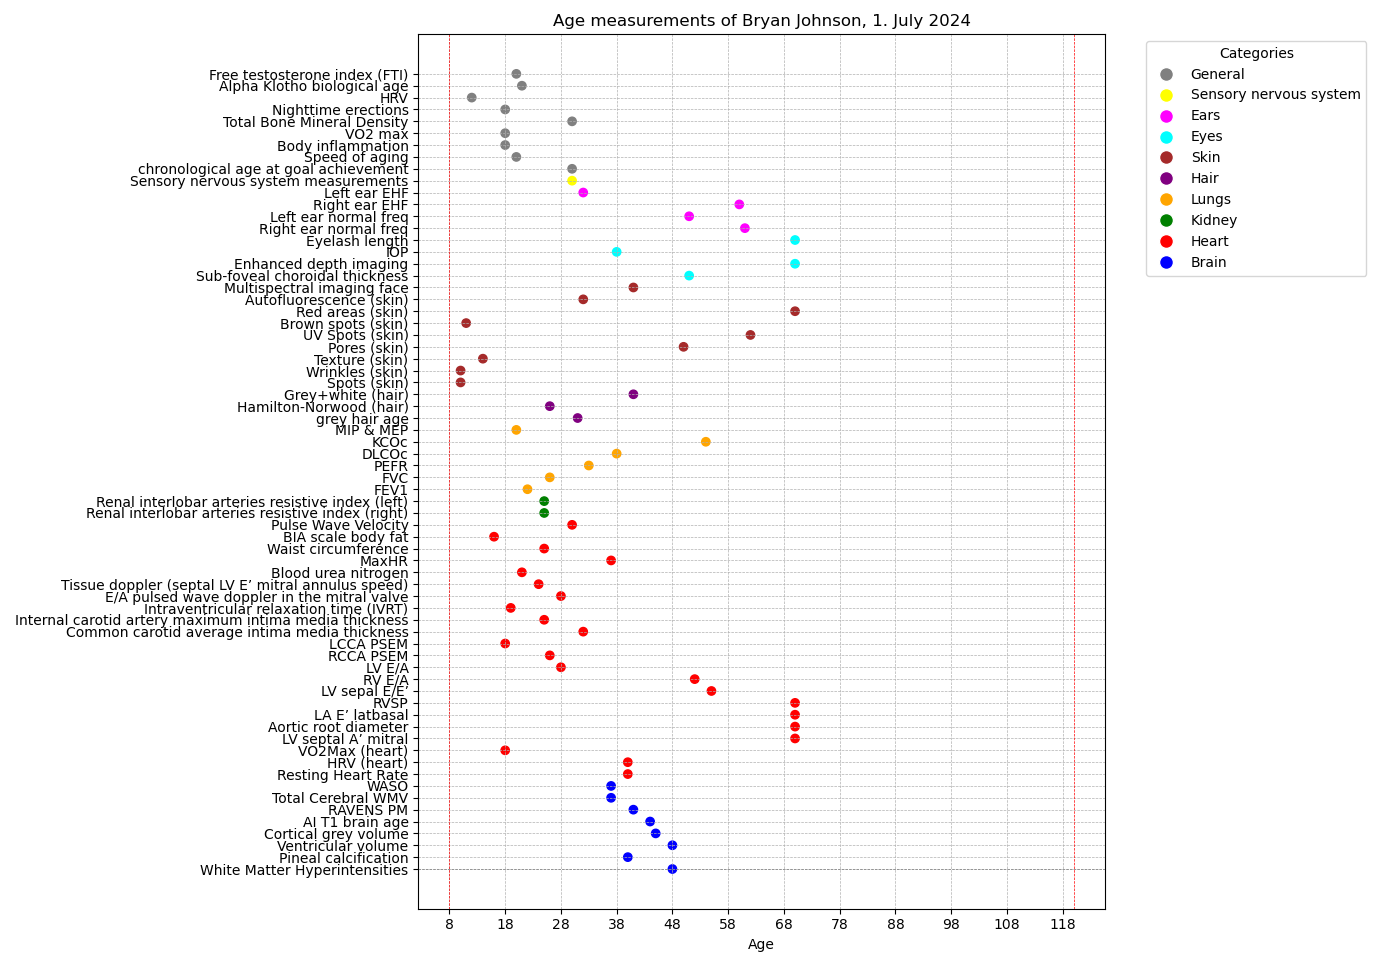 Age measurements of Bryan Johnson, 1. July 2024
Free testosterone index (FTI)
Alpha Klotho biological age
HRV
Nighttime erections
Total Bone Mineral Density
VO2 max
Body inflammation
Speed of aging
chronological age at goal achievement
Sensory nervous system measurements
Left ear EHF
Right ear EHF
Left ear normal freq
Right ear normal freq
Eyelash length
IOP
Enhanced depth imaging
Sub-foveal choroidal thickness
Multispectral imaging face
Autofluorescence (skin)
Red areas (skin)
Brown spots (skin)
UV Spots (skin)
Pores (skin)
Texture (skin)
Wrinkles (skin)
Spots (skin)
Grey+white (hair)
Hamilton-Norwood (hair)
grey hair age
MIP & MEP
KCOc
DLCOc
PEFR
FVC
FEV1
Renal interlobar arteries resistive index (left)
Renal interlobar arteries resistive index (right)
Pulse Wave Velocity
BIA scale body fat
Waist circumference
MaxHR
Blood urea nitrogen
Tissue doppler (septal LV E’ mitral annulus speed)
E/A pulsed wave doppler in the mitral valve
Intraventricular relaxation time (IVRT)
Internal carotid artery maximum intima media thickness
Common carotid average intima media thickness
LCCA PSEM
RCCA PSEM
LV E/A
RV E/A
LV sepal E/E’
RVSP
LA E’ latbasal
Aortic root diameter
LV septal A’ mitral
VO2Max (heart)
HRV (heart)
Resting Heart Rate
WASO
Total Cerebral WMV
RAVENS PM
AI T1 brain age
Cortical grey volume
Ventricular volume
Pineal calcification
White Matter Hyperintensities
8 18 28 38 48 58 68 78 88 98 108 118
Age
Categories
General
Sensory nervous system
Ears
Eyes
Skin
Hair
Lungs
Kidney
Heart
Brain